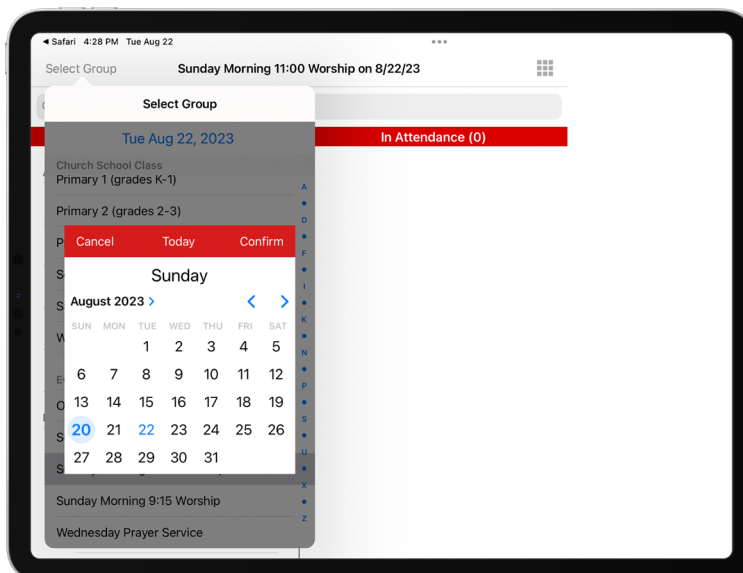 ◀ Safari 4:28 PM Tue Aug 22
Select Group
Sunday Morning 11:00 Worship on 8/22/23
Select Group
Tue Aug 22, 2023
In Attendance (0)
Church School Class
Primary 1 (grades K-1)
Primary 2 (grades 2-3)
Cancel Today Confirm
Sunday
August 2023 >
SUN MON TUE WED THU FRI SAT
1 2 3 4 5
6 7 8 9 10 11 12
13 14 15 16 17 18 19
20 21 22 23 24 25 26
27 28 29 30 31
Sunday Morning 9:15 Worship
Wednesday Prayer Service
A
D
F
I
K
N
P
S
U
X
Z